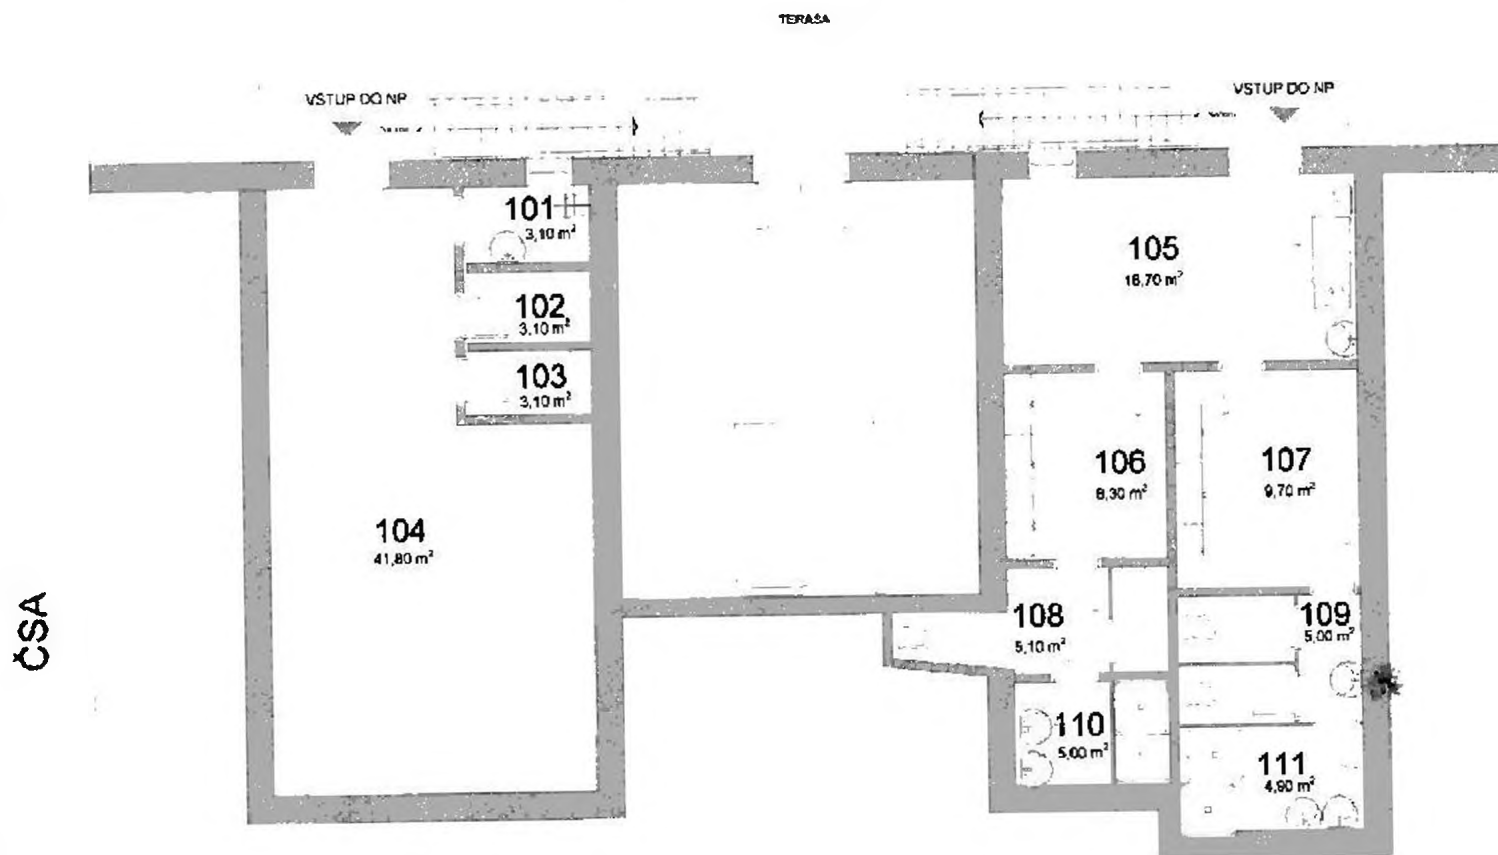 TERASA
VSTUP DO NP
VSTUP DO NP
101
3,10 m²
102
3,10 m²
103
3,10 m²
104
41,80 m²
105
16,70 m²
106
8,30 m²
107
9,70 m²
108
5,10 m²
109
5,00 m²
110
5,00 m²
111
4,90 m²
ČSA